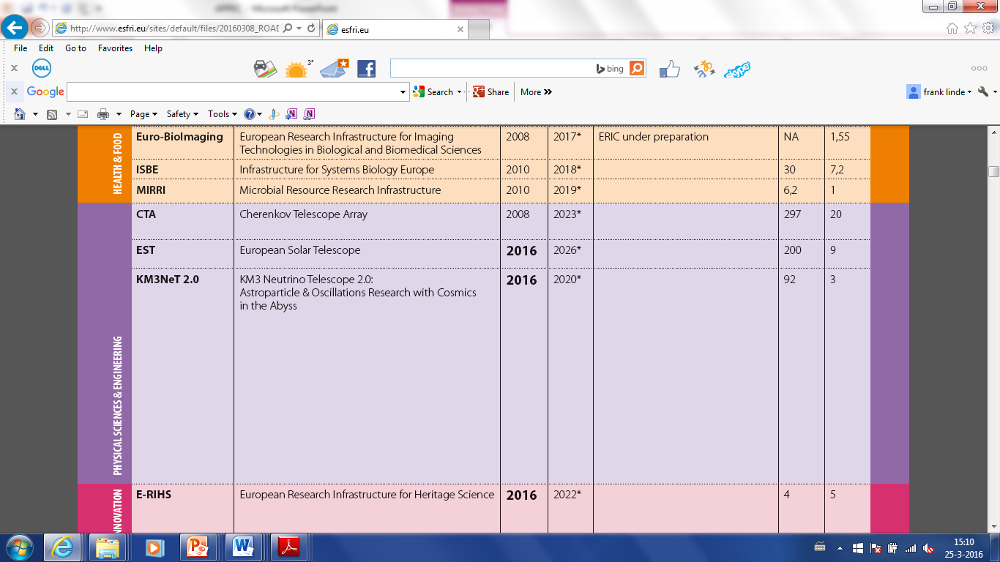 APPEC - Microsoft PowerPoint
http://www.esfri.eu/sites/default/files/20160308_ROAD
esfri.eu
File Edit Go to Favorites Help
DELL 3° bing skype
Google Search Share More »
frank linde
Page Safety Tools
HEALTH & FOOD
Euro-BioImaging European Research Infrastructure for Imaging 2008 2017* ERIC under preparation NA 1,55
Technologies in Biological and Biomedical Sciences
ISBE Infrastructure for Systems Biology Europe 2010 2018* 30 7,2
MIRRI Microbial Resource Research Infrastructure 2010 2019* 6,2 1
PHYSICAL SCIENCES & ENGINEERING
CTA Cherenkov Telescope Array 2008 2023* 297 20
EST European Solar Telescope 2016 2026* 200 9
KM3NeT 2.0 KM3 Neutrino Telescope 2.0: 2016 2020* 92 3
Astroparticle & Oscillations Research with Cosmics
in the Abyss
NNOVATION
E-RIHS European Research Infrastructure for Heritage Science 2016 2022* 4 5
15:10
25-3-2016